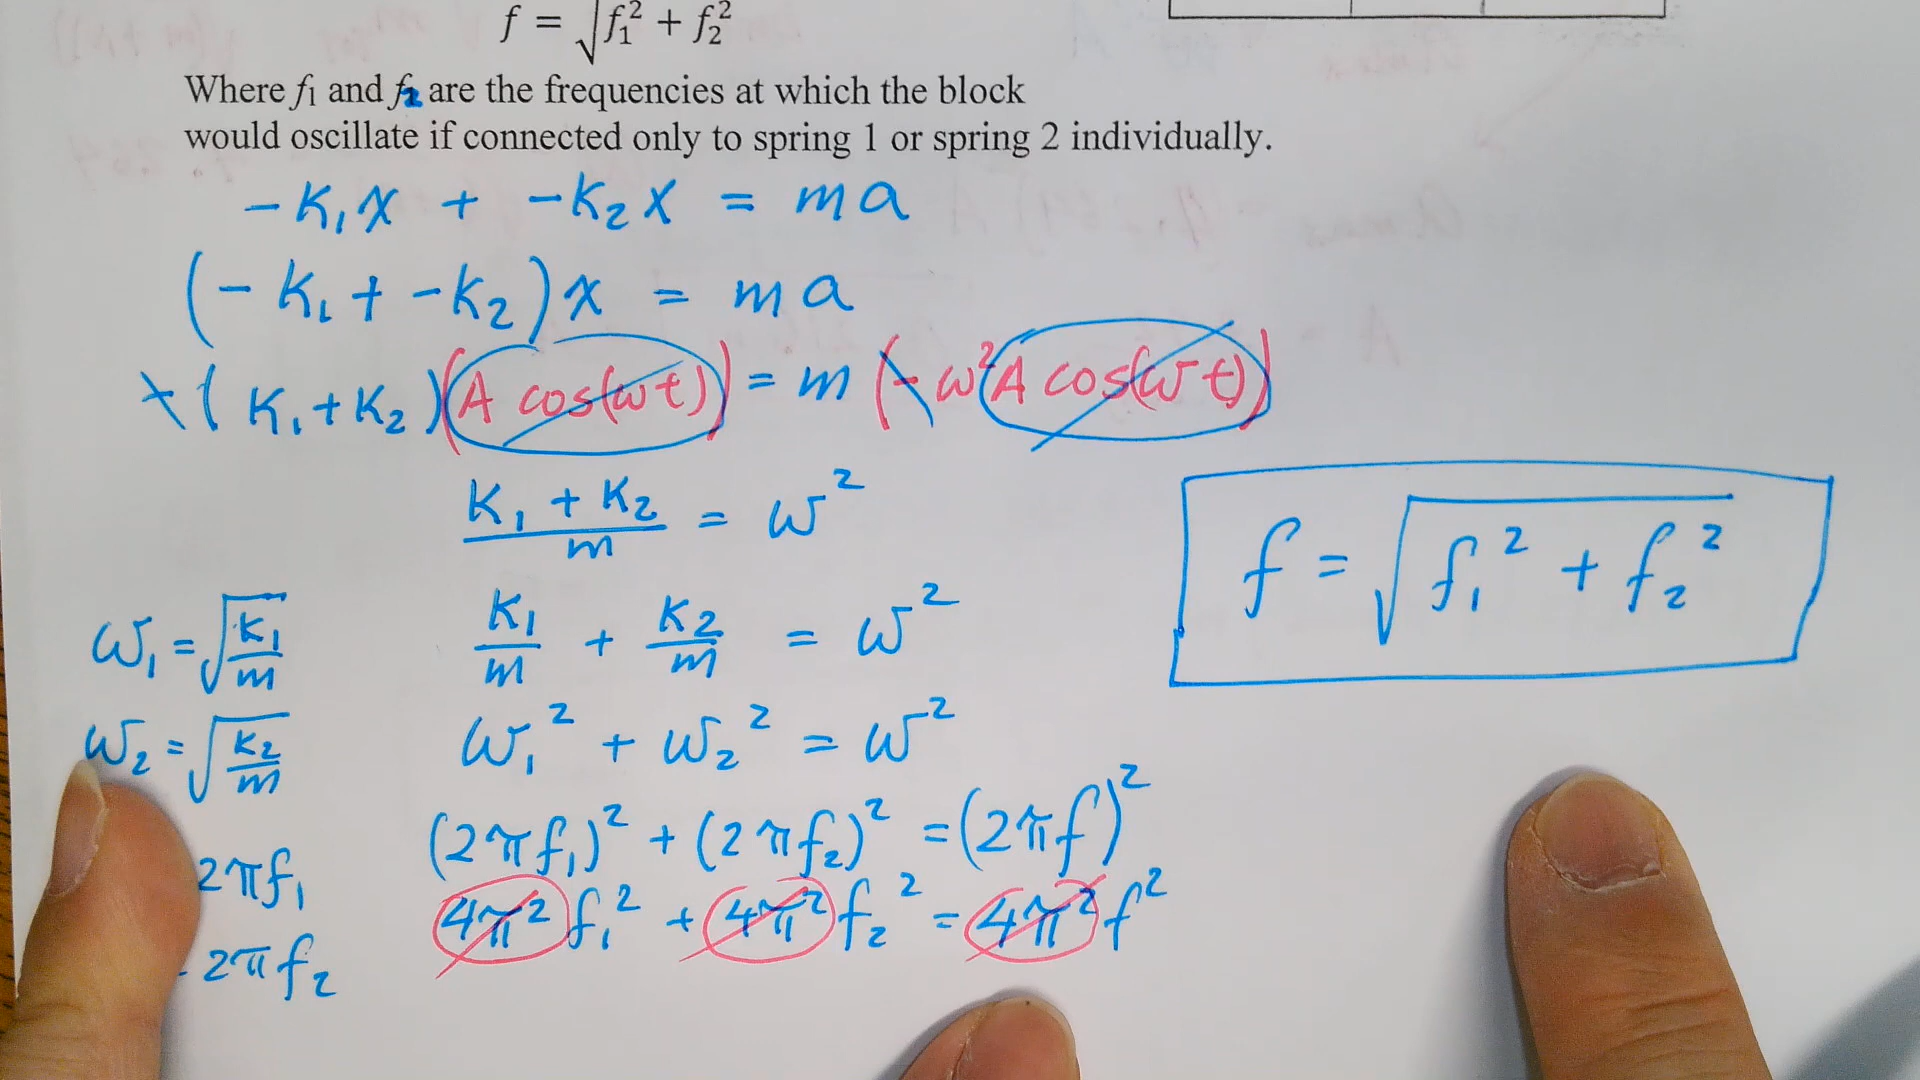 f = √f₁² + f₂²
Where f₁ and f₂ are the frequencies at which the block
would oscillate if connected only to spring 1 or spring 2 individually.
-K₁x + -K₂x = ma
(-K₁ + -K₂)x = ma
-(K₁+K₂)(A cos(ωt)) = m(-ω²A cos(ωt))
K₁ + K₂ / m = ω²
ω₁ = √K₁/m
K₁/m + K₂/m = ω²
ω₂ = √K₂/m
ω₁² + ω₂² = ω²
(2πf₁)² + (2πf₂)² = (2πf)²
2πf₁
4π²f₁² + 4π²f₂² = 4π²f²
2πf₂
f = √f₁² + f₂²